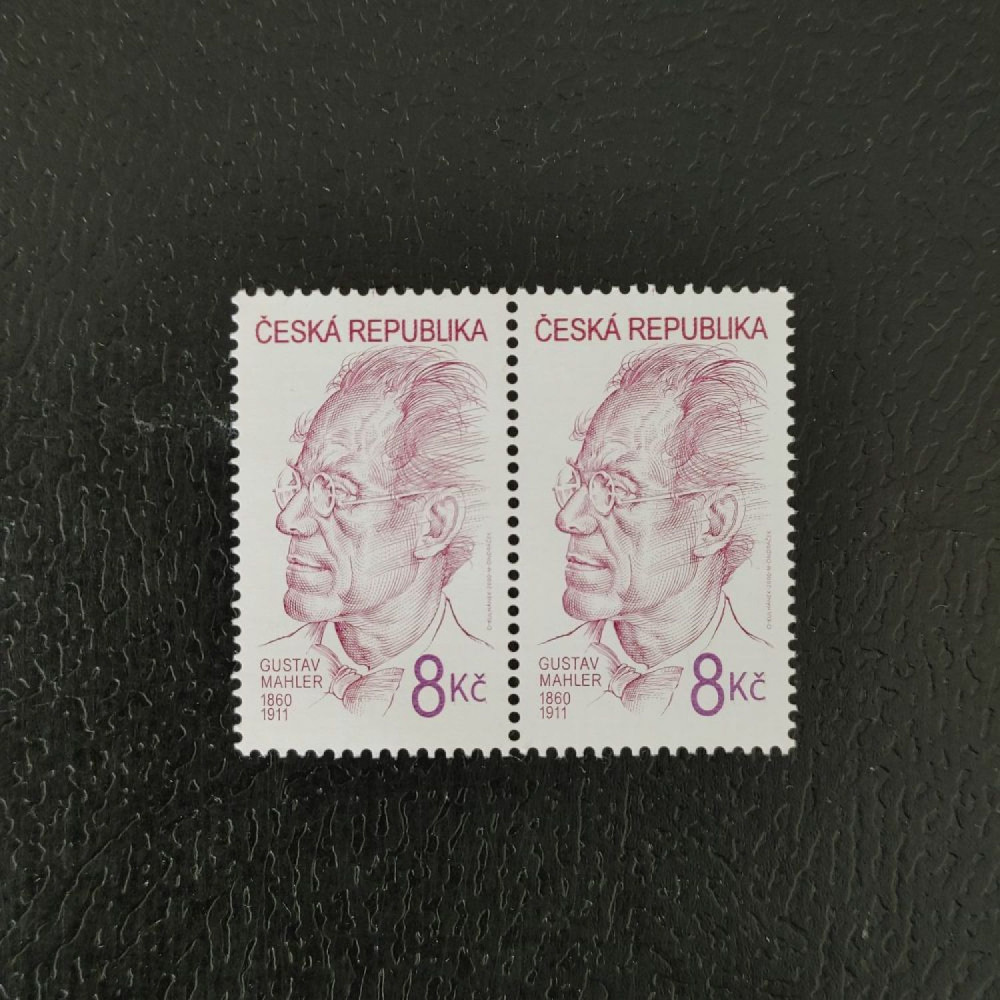 ČESKÁ REPUBLIKA
GUSTAV
MAHLER
1860
1911
8Kč
ČESKÁ REPUBLIKA
GUSTAV
MAHLER
1860
1911
8Kč